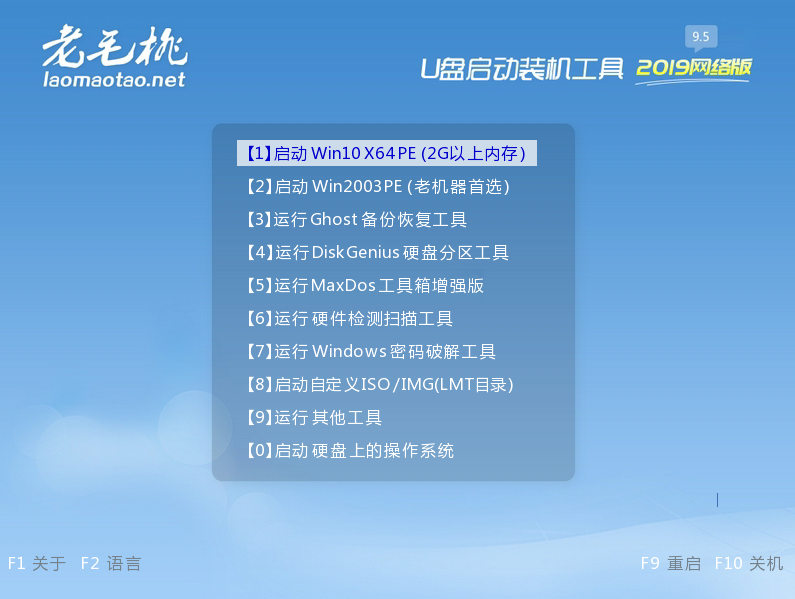 老毛桃
laomaotao.net
9.5
U盘启动装机工具 2019网络版
【1】启动 Win10 X64 PE (2G以上内存)
【2】启动 Win2003PE (老机器首选)
【3】运行 Ghost 备份恢复工具
【4】运行 DiskGenius 硬盘分区工具
【5】运行 MaxDos 工具箱增强版
【6】运行 硬件检测扫描工具
【7】运行 Windows 密码破解工具
【8】启动自定义ISO/IMG(LMT目录)
【9】运行 其他工具
【0】启动 硬盘上的操作系统
F1 关于 F2 语言 F9 重启 F10 关机